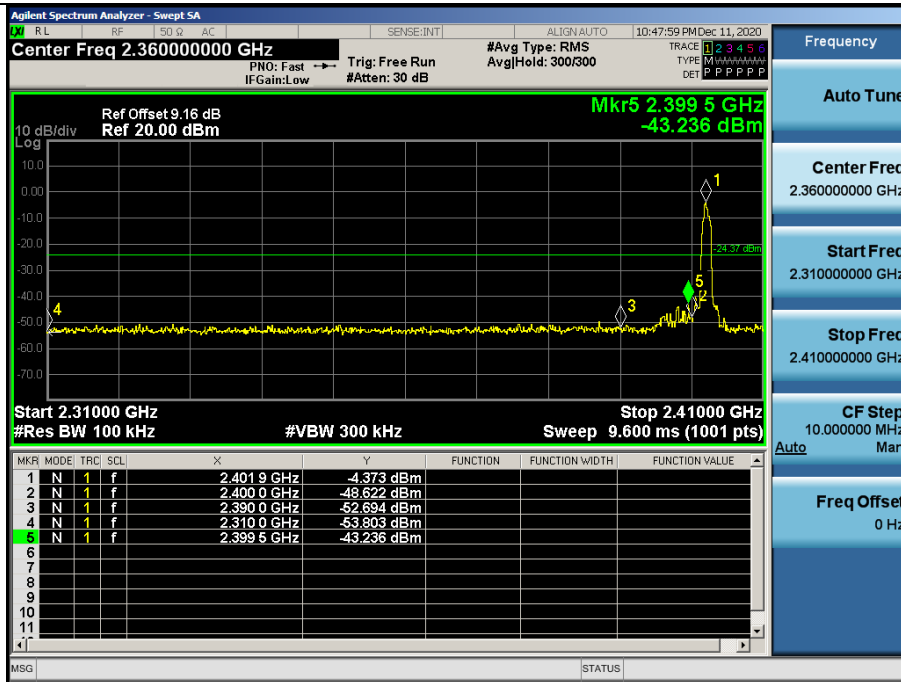 Agilent Spectrum Analyzer - Swept SA
LXI RL RF 50 Ω AC SENSE:INT ALIGN AUTO 10:47:59 PM Dec 11, 2020
Center Freq 2.360000000 GHz
PNO: Fast
IFGain:Low
Trig: Free Run
#Atten: 30 dB
#Avg Type: RMS
Avg|Hold: 300/300
TRACE 1 2 3 4 5 6
TYPE M W W W W W
DET P P P P P P
Mkr5 2.399 5 GHz
-43.236 dBm
Ref Offset 9.16 dB
10 dB/div Ref 20.00 dBm
Log
10.0
0.00
-10.0
-20.0
-30.0
-40.0
-50.0
-60.0
-70.0
1
-24.37 dBm
5
2
3
4
Start 2.31000 GHz Stop 2.41000 GHz
#Res BW 100 kHz #VBW 300 kHz Sweep 9.600 ms (1001 pts)
MKR MODE TRC SCL X Y FUNCTION FUNCTION WIDTH FUNCTION VALUE
1 N 1 f 2.401 9 GHz -4.373 dBm
2 N 1 f 2.400 0 GHz -48.622 dBm
3 N 1 f 2.390 0 GHz -52.694 dBm
4 N 1 f 2.310 0 GHz -53.803 dBm
5 N 1 f 2.399 5 GHz -43.236 dBm
6
7
8
9
10
11
MSG STATUS
Frequency
Auto Tune
Center Freq
2.360000000 GHz
Start Freq
2.310000000 GHz
Stop Freq
2.410000000 GHz
CF Step
10.000000 MHz
Auto Man
Freq Offset
0 Hz